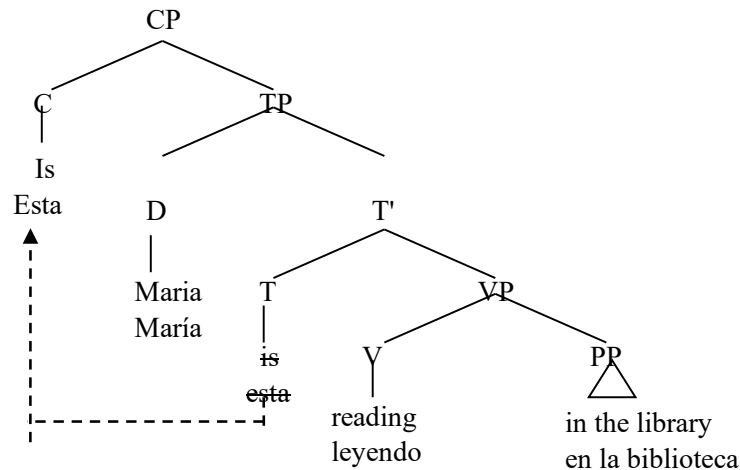 CP
C TP
Is
Esta
D T'
Maria T VP
María
is V PP
esta
reading in the library
leyendo en la biblioteca